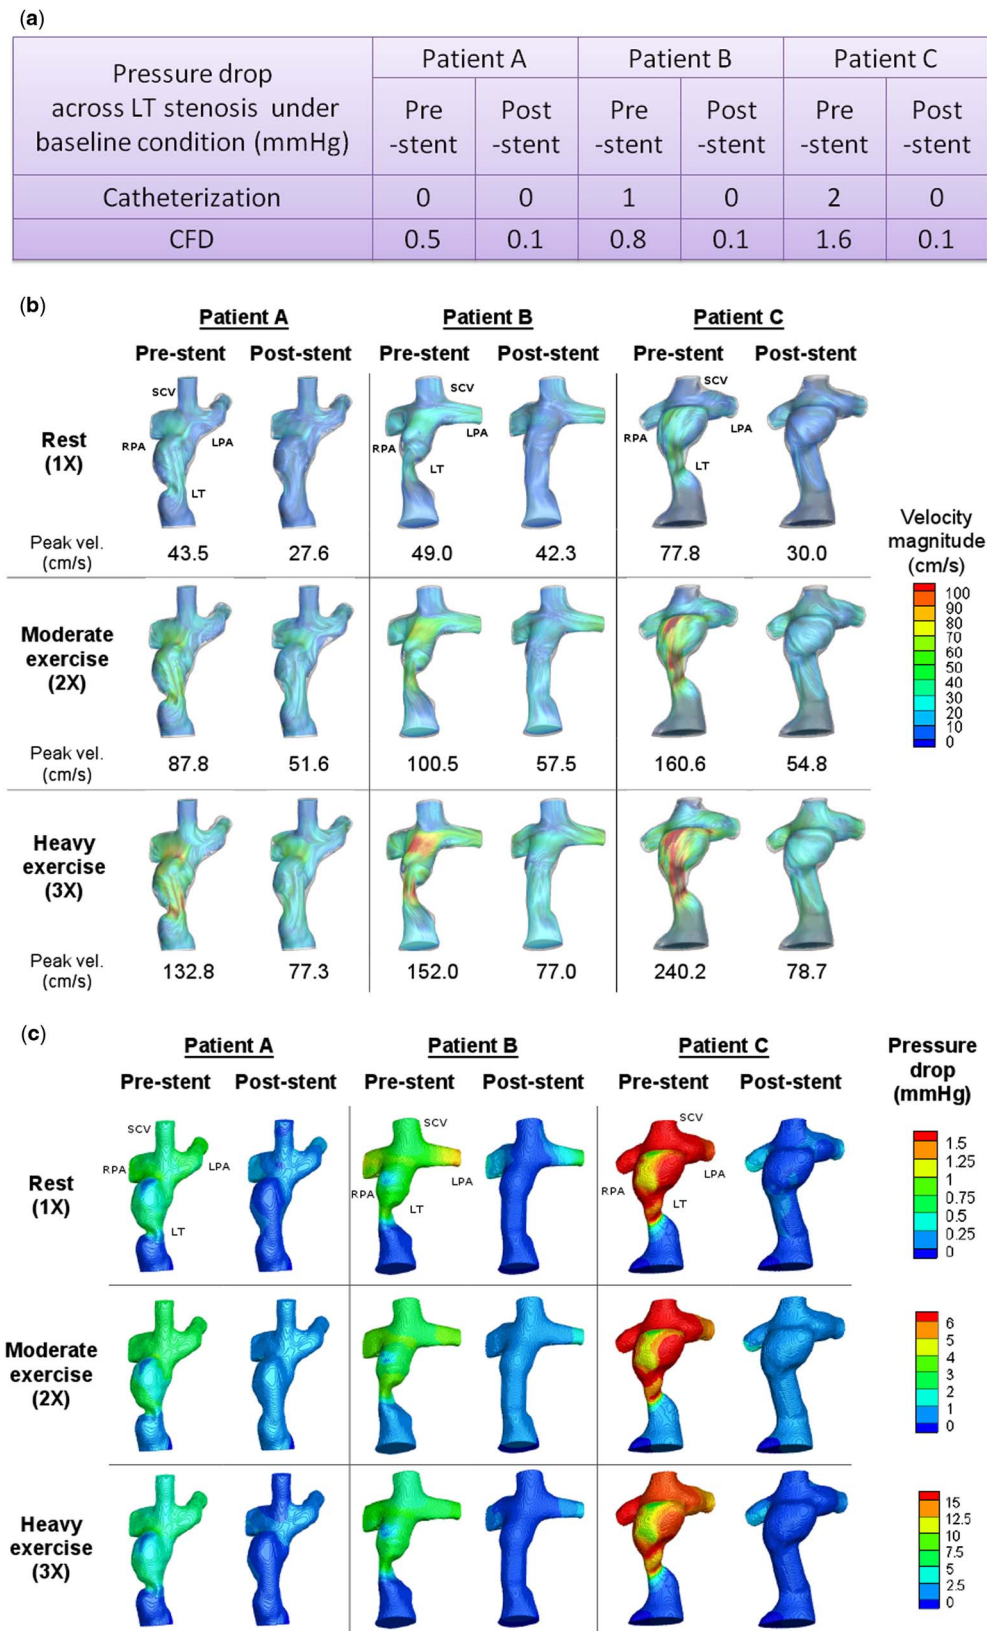 (a)
Pressure drop
across LT stenosis under
baseline condition (mmHg)
Patient A Patient B Patient C
Pre
-stent
Post
-stent
Pre
-stent
Post
-stent
Pre
-stent
Post
-stent
Catheterization 0 0 1 0 2 0
CFD 0.5 0.1 0.8 0.1 1.6 0.1
(b)
Patient A Patient B Patient C
Pre-stent Post-stent Pre-stent Post-stent Pre-stent Post-stent
Rest
(1X)
SCV
RPA
LPA
LT
SCV
LPA
RPA
LT
SCV
LPA
RPA
LT
Peak vel.
(cm/s)
43.5 27.6 49.0 42.3 77.8 30.0
Velocity
magnitude
(cm/s)
100
90
80
70
60
50
40
30
20
10
0
Moderate
exercise
(2X)
Peak vel.
(cm/s)
87.8 51.6 100.5 57.5 160.6 54.8
Heavy
exercise
(3X)
Peak vel.
(cm/s)
132.8 77.3 152.0 77.0 240.2 78.7
(c)
Patient A Patient B Patient C
Pre-stent Post-stent Pre-stent Post-stent Pre-stent Post-stent
Pressure
drop
(mmHg)
Rest
(1X)
SCV
RPA
LPA
LT
SCV
LPA
RPA
LT
SCV
LPA
RPA
LT
1.5
1.25
1
0.75
0.5
0.25
0
Moderate
exercise
(2X)
6
5
4
3
2
1
0
Heavy
exercise
(3X)
15
12.5
10
7.5
5
2.5
0